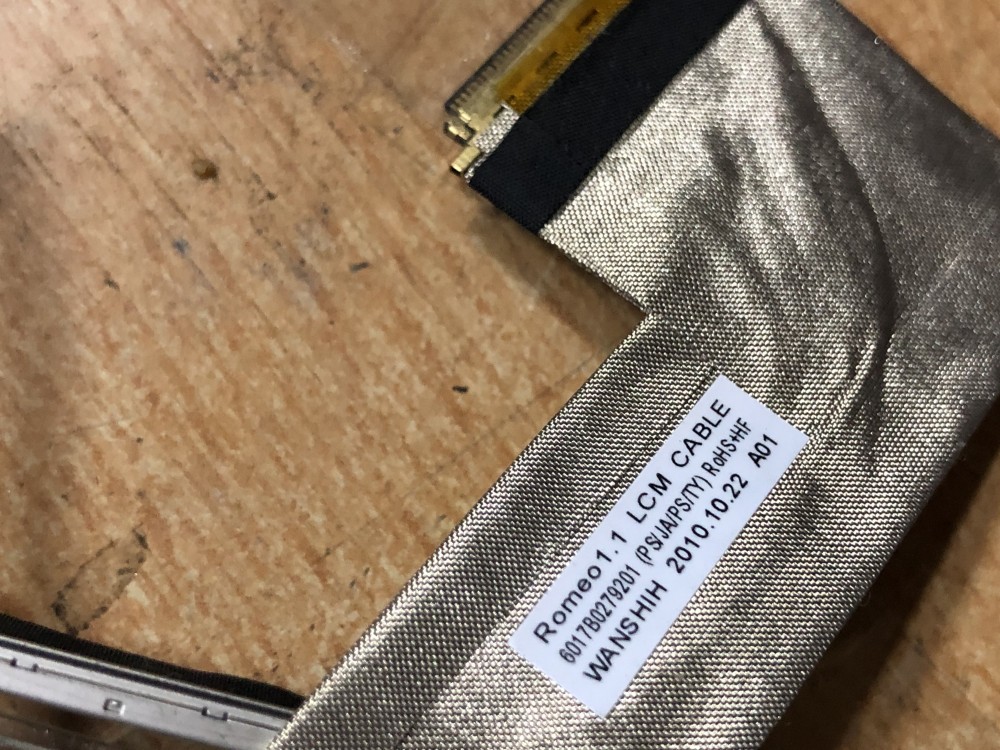 Romeo1.1 LCM CABLE
6017B0279201 (PS/JA/PS/TY) RoHS+HF
WANSHIH 2010.10.22 A01